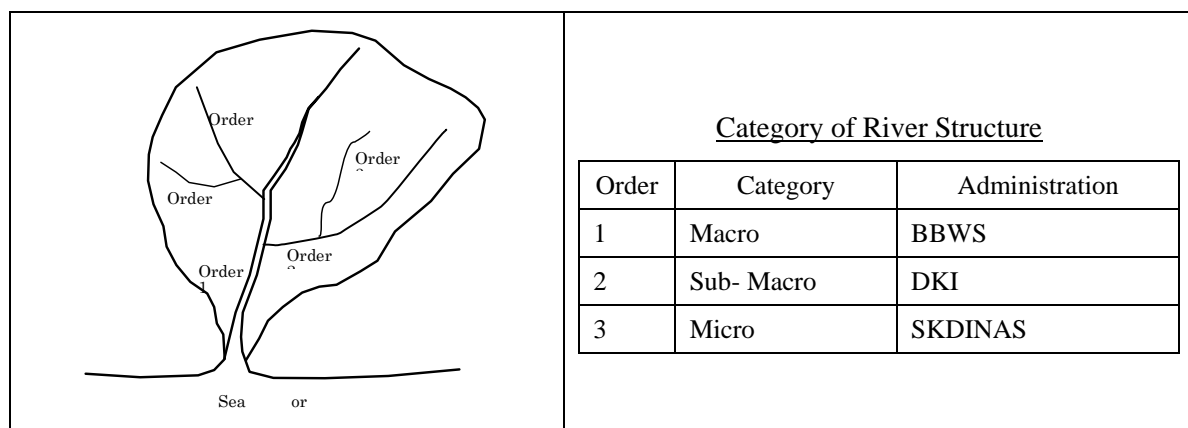 Order
Order
Order
Order
Order
1
Sea or
Category of River Structure
Order Category Administration
1 Macro BBWS
2 Sub- Macro DKI
3 Micro SKDINAS